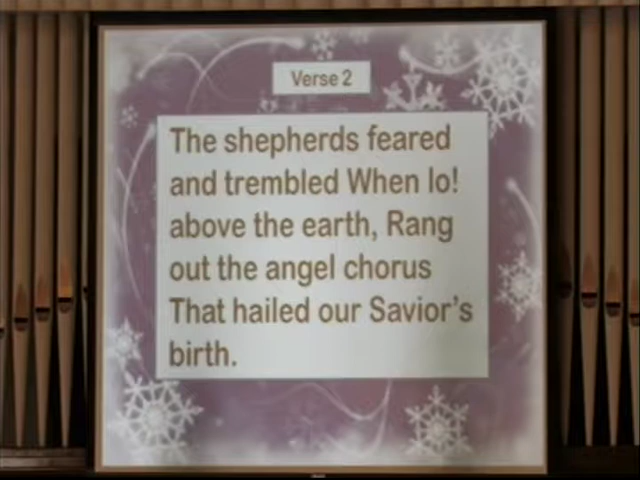 Verse 2
The shepherds feared
and trembled When lo!
above the earth, Rang
out the angel chorus
That hailed our Savior's
birth.